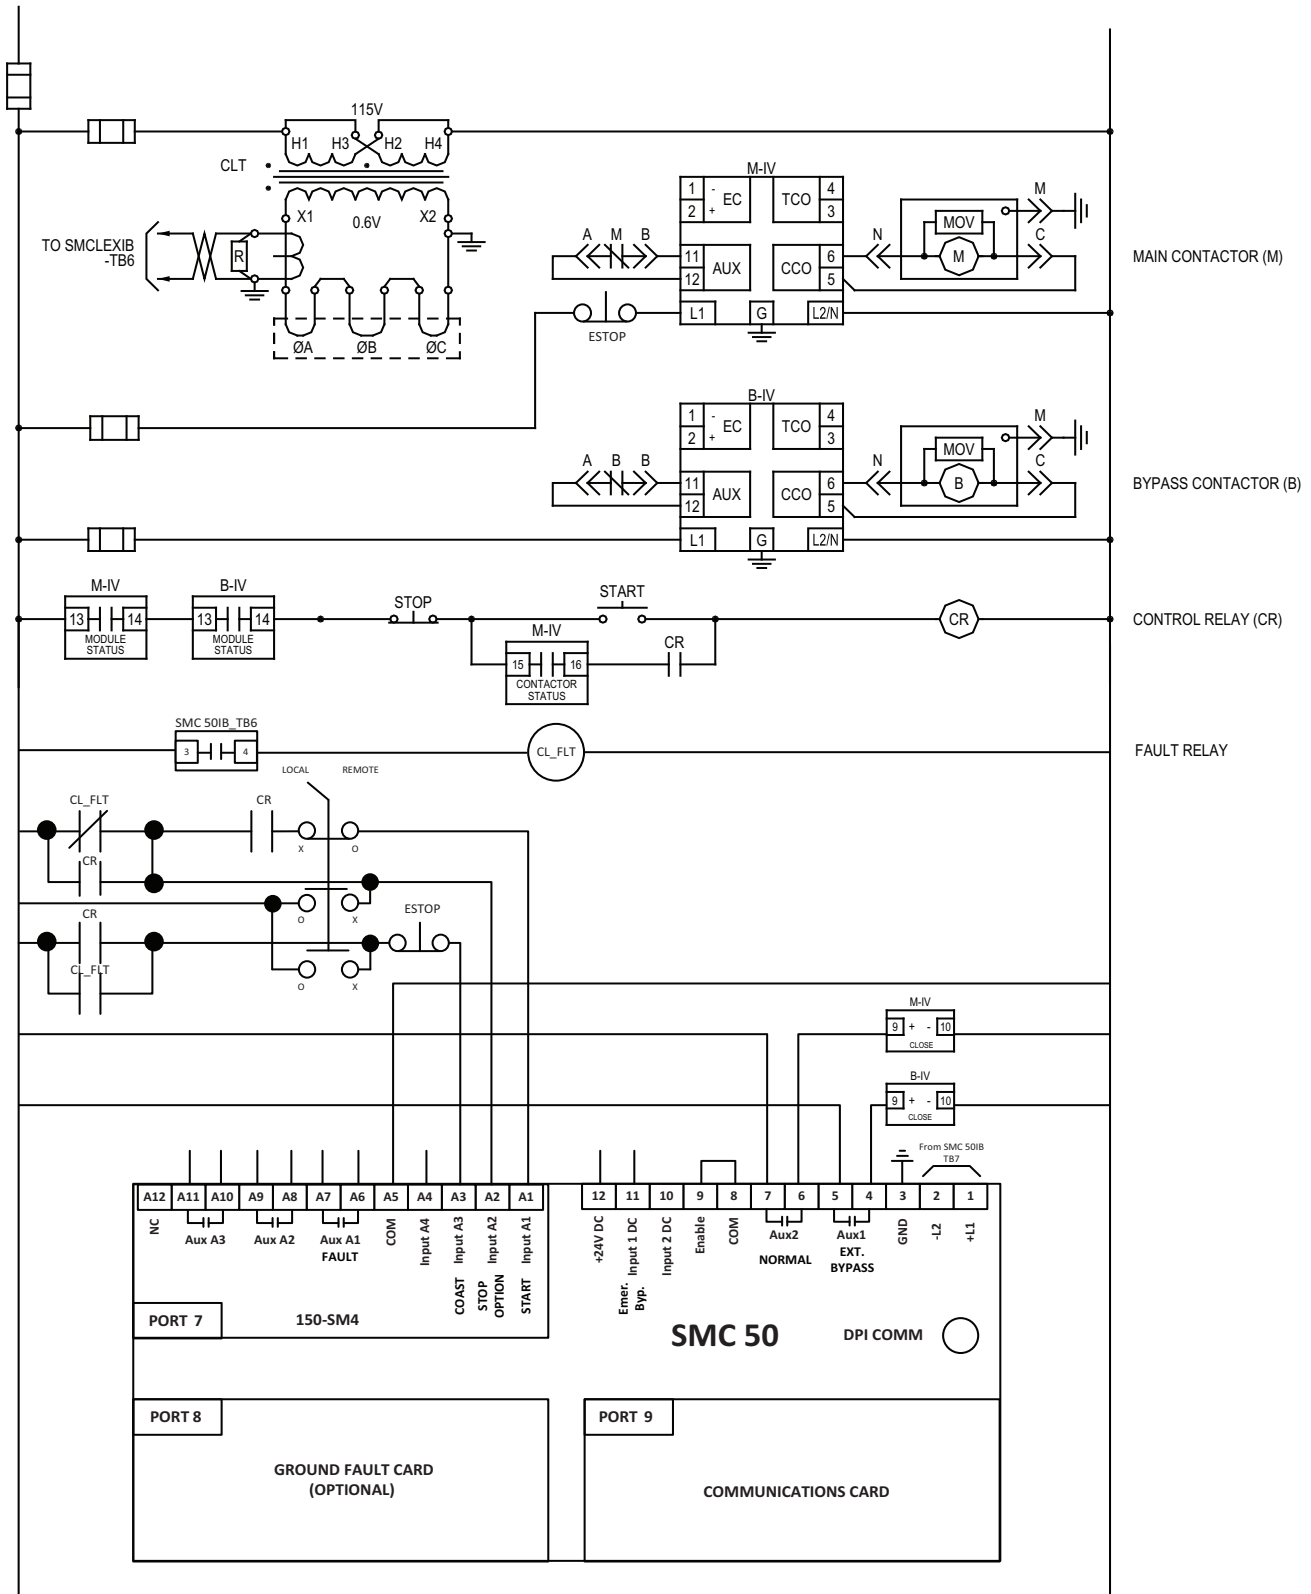 115V
H1 H3 H2 H4
CLT
X1 0.6V X2
TO SMCLEXIB
-TB6
R
ØA ØB ØC
M-IV
1 - EC TCO 4
2 + 3
A M B
11 AUX CCO 6
12 5
L1 G L2/N
ESTOP
N MOV M
M C
MAIN CONTACTOR (M)
B-IV
1 - EC TCO 4
2 + 3
A B B
11 AUX CCO 6
12 5
L1 G L2/N
N MOV M
B C
BYPASS CONTACTOR (B)
M-IV
13 14
MODULE
STATUS
B-IV
13 14
MODULE
STATUS
STOP
START
M-IV
15 16
CONTACTOR
STATUS
CR
CR
CONTROL RELAY (CR)
SMC 50IB_TB6
3 4
CL_FLT
FAULT RELAY
LOCAL REMOTE
CL_FLT
CR
X O
CR
O X
CR
ESTOP
CL_FLT
O X
M-IV
9 + - 10
CLOSE
B-IV
9 + - 10
CLOSE
From SMC 50IB
TB7
A12 A11 A10 A9 A8 A7 A6 A5 A4 A3 A2 A1
NC
Aux A3
Aux A2
Aux A1
FAULT
COM
Input A4
Input A3
COAST
Input A2
STOP
OPTION
Input A1
START
12 11 10 9 8 7 6 5 4 3 2 1
+24V DC
Input 1 DC
Emer.
Byp.
Input 2 DC
Enable
COM
Aux2
NORMAL
Aux1
EXT.
BYPASS
GND
-L2
+L1
PORT 7
150-SM4
SMC 50
DPI COMM
PORT 8
GROUND FAULT CARD
(OPTIONAL)
PORT 9
COMMUNICATIONS CARD